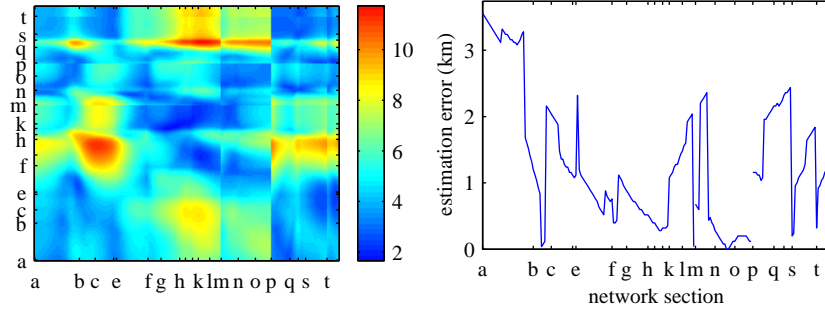 t
s
q
p
o
n
m
k
h
f
e
c
b
a
a b c e f g h k l m n o p q s t
10
8
6
4
2
estimation error (km)
3
2
1
0
a b c e f g h k l m n o p q s t
network section